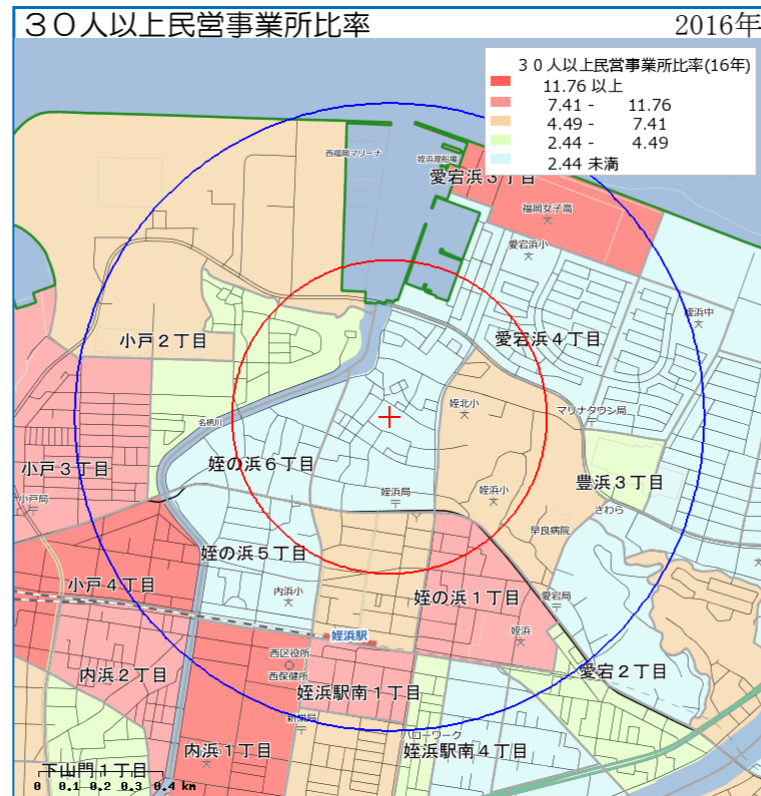 ３０人以上民営事業所比率
2016年
３０人以上民営事業所比率(16年)
11.76 以上
7.41 - 11.76
4.49 - 7.41
2.44 - 4.49
2.44 未満
西福岡マリーナ
姪浜渡船場
愛宕浜３丁目
福岡女子高
愛宕浜小
姪浜中
小戸２丁目
愛宕浜４丁目
姪北小
マリナタウン局
名柄川
小戸３丁目
姪の浜６丁目
豊浜３丁目
小戸局
姪浜局
姪浜小
さわら
早良病院
姪の浜５丁目
小戸４丁目
内浜小
姪の浜１丁目
愛宕局
姪浜駅
姪浜
西区役所
愛宕２丁目
内浜２丁目
西保健所
姪浜駅南１丁目
新栄局
ハローワーク
内浜１丁目
姪浜駅南４丁目
下山門１丁目
0 0.1 0.2 0.3 0.4 km